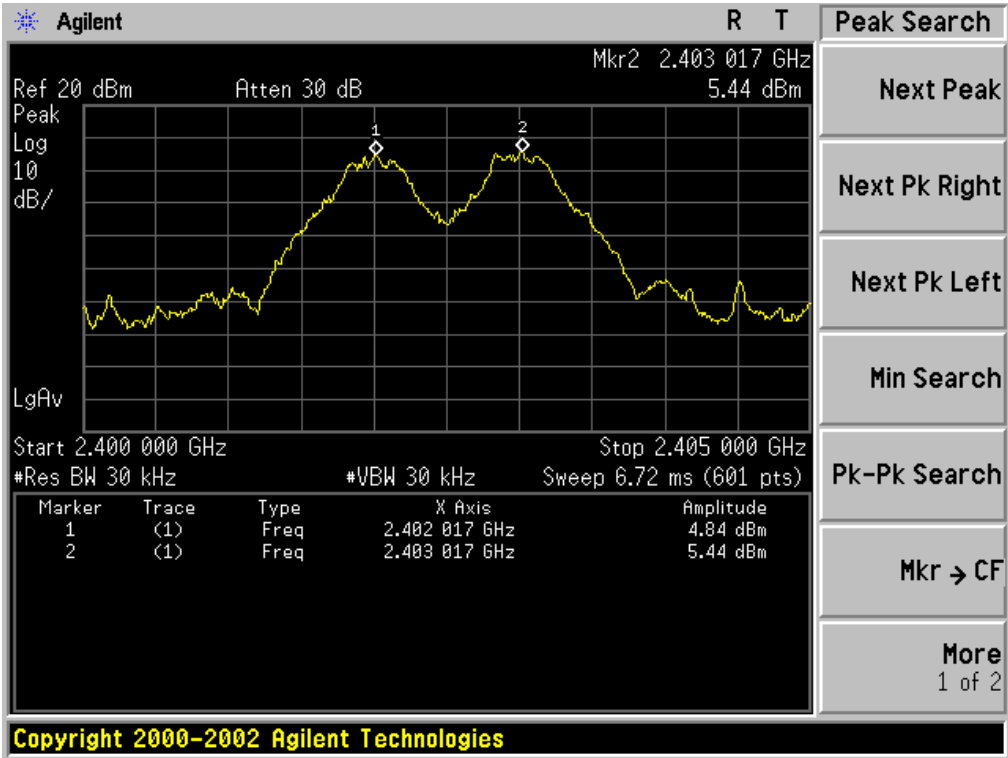 Agilent R T Peak Search
Mkr2 2.403 017 GHz
Ref 20 dBm Atten 30 dB 5.44 dBm
Peak
Log
10
dB/
1 2
LgAv
Start 2.400 000 GHz Stop 2.405 000 GHz
#Res BW 30 kHz #VBW 30 kHz Sweep 6.72 ms (601 pts)
Marker Trace Type X Axis Amplitude
1 (1) Freq 2.402 017 GHz 4.84 dBm
2 (1) Freq 2.403 017 GHz 5.44 dBm
Next Peak
Next Pk Right
Next Pk Left
Min Search
Pk-Pk Search
Mkr → CF
More
1 of 2
Copyright 2000-2002 Agilent Technologies